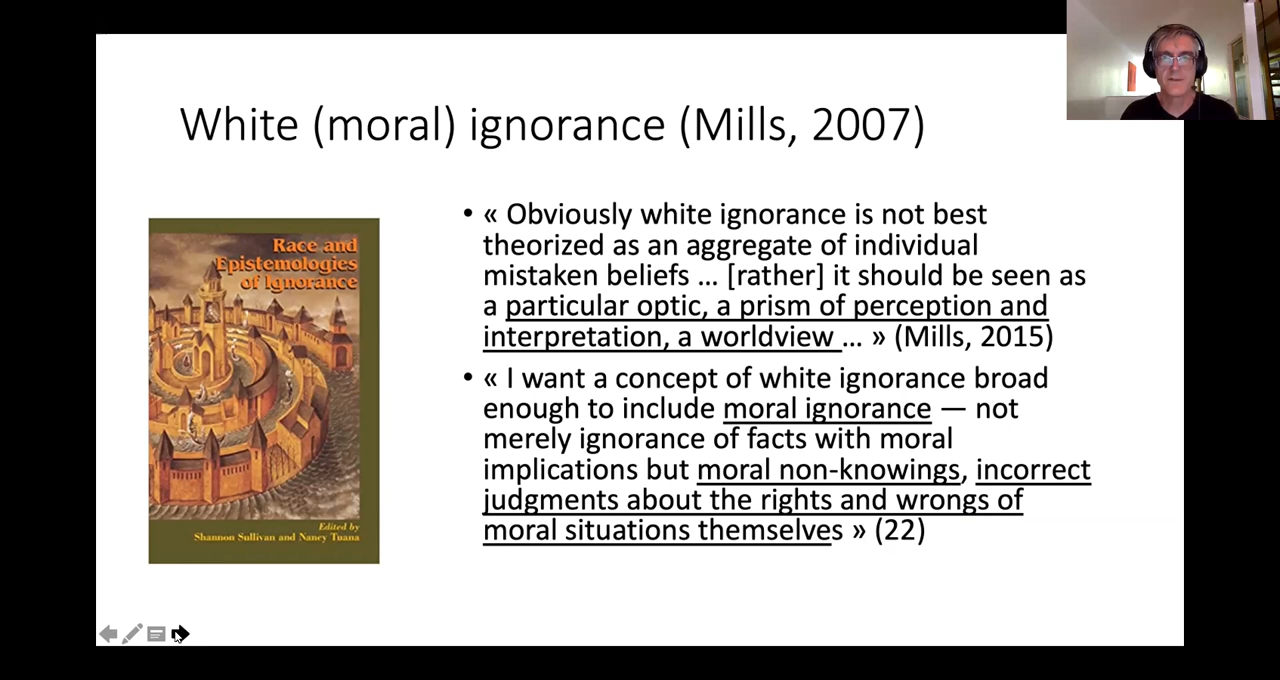 White (moral) ignorance (Mills, 2007)
Race and
Epistemologies
of Ignorance
Edited by
Shannon Sullivan and Nancy Tuana
• « Obviously white ignorance is not best
theorized as an aggregate of individual
mistaken beliefs … [rather] it should be seen as
a particular optic, a prism of perception and
interpretation, a worldview … » (Mills, 2015)
• « I want a concept of white ignorance broad
enough to include moral ignorance — not
merely ignorance of facts with moral
implications but moral non-knowings, incorrect
judgments about the rights and wrongs of
moral situations themselves » (22)